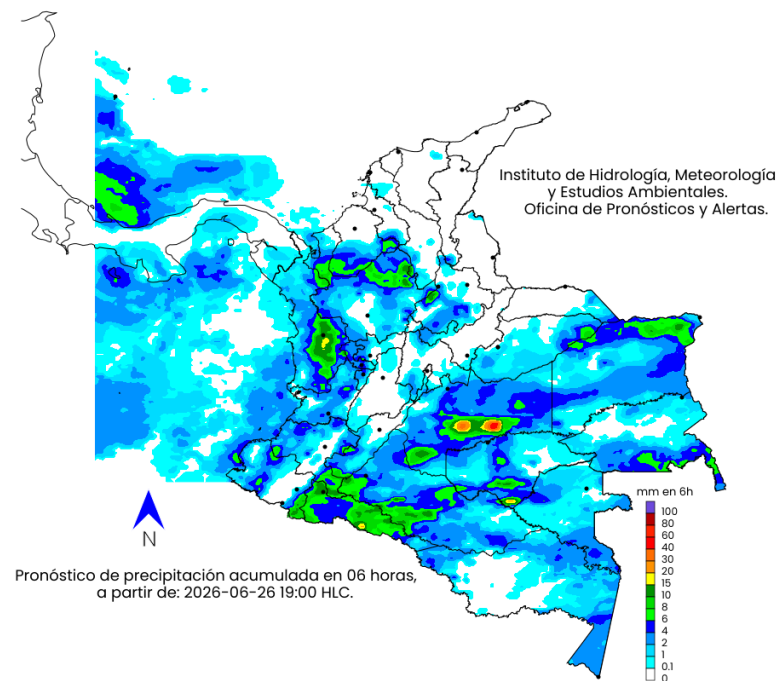 Instituto de Hidrología, Meteorología
y Estudios Ambientales.
Oficina de Pronósticos y Alertas.
mm en 6h
100
80
60
40
30
20
15
10
8
6
4
2
1
0.1
0
N
Pronóstico de precipitación acumulada en 06 horas,
a partir de: 2026-06-26 19:00 HLC.